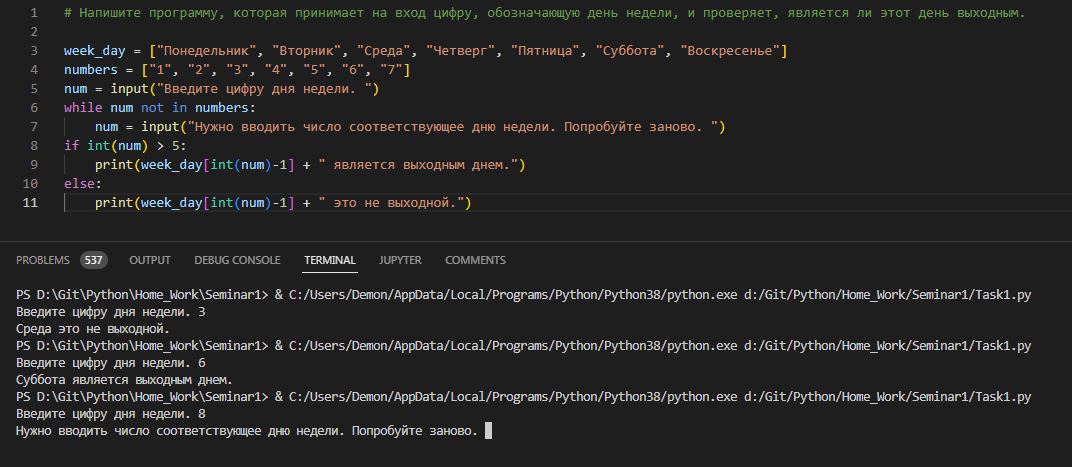 1 # Напишите программу, которая принимает на вход цифру, обозначающую день недели, и проверяет, является ли этот день выходным.
2
3 week_day = ["Понедельник", "Вторник", "Среда", "Четверг", "Пятница", "Суббота", "Воскресенье"]
4 numbers = ["1", "2", "3", "4", "5", "6", "7"]
5 num = input("Введите цифру дня недели. ")
6 while num not in numbers:
7     num = input("Нужно вводить число соответствующее дню недели. Попробуйте заново. ")
8 if int(num) > 5:
9     print(week_day[int(num)-1] + " является выходным днем.")
10 else:
11     print(week_day[int(num)-1] + " это не выходной.")
PROBLEMS 537 OUTPUT DEBUG CONSOLE TERMINAL JUPYTER COMMENTS
PS D:\Git\Python\Home_Work\Seminar1> & C:/Users/Demon/AppData/Local/Programs/Python/Python38/python.exe d:/Git/Python/Home_Work/Seminar1/Task1.py
Введите цифру дня недели. 3
Среда это не выходной.
PS D:\Git\Python\Home_Work\Seminar1> & C:/Users/Demon/AppData/Local/Programs/Python/Python38/python.exe d:/Git/Python/Home_Work/Seminar1/Task1.py
Введите цифру дня недели. 6
Суббота является выходным днем.
PS D:\Git\Python\Home_Work\Seminar1> & C:/Users/Demon/AppData/Local/Programs/Python/Python38/python.exe d:/Git/Python/Home_Work/Seminar1/Task1.py
Введите цифру дня недели. 8
Нужно вводить число соответствующее дню недели. Попробуйте заново.